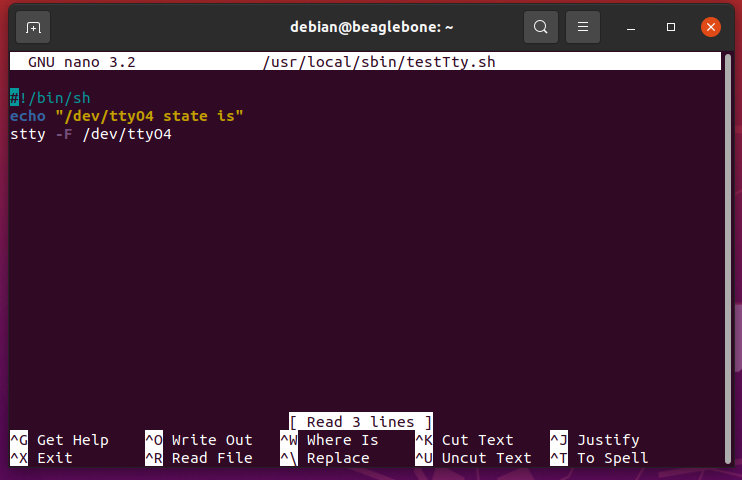 debian@beaglebone: ~
GNU nano 3.2 /usr/local/sbin/testTty.sh
#!/bin/sh
echo "/dev/ttyO4 state is"
stty -F /dev/ttyO4
[ Read 3 lines ]
^G Get Help ^O Write Out ^W Where Is ^K Cut Text ^J Justify
^X Exit ^R Read File ^\ Replace ^U Uncut Text ^T To Spell